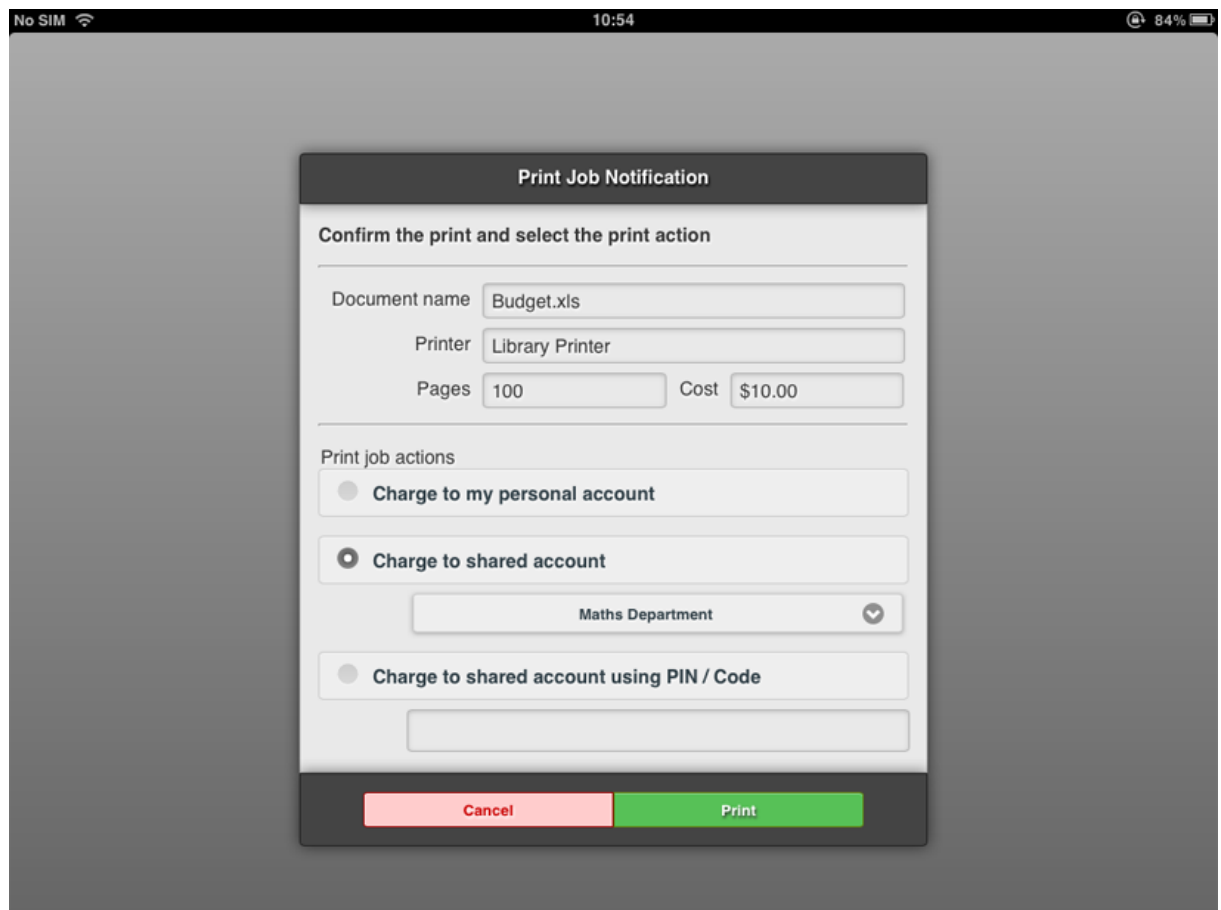 No SIM 10:54 84%
Print Job Notification
Confirm the print and select the print action
Document name Budget.xls
Printer Library Printer
Pages 100 Cost $10.00
Print job actions
Charge to my personal account
Charge to shared account
Maths Department
Charge to shared account using PIN / Code
Cancel Print